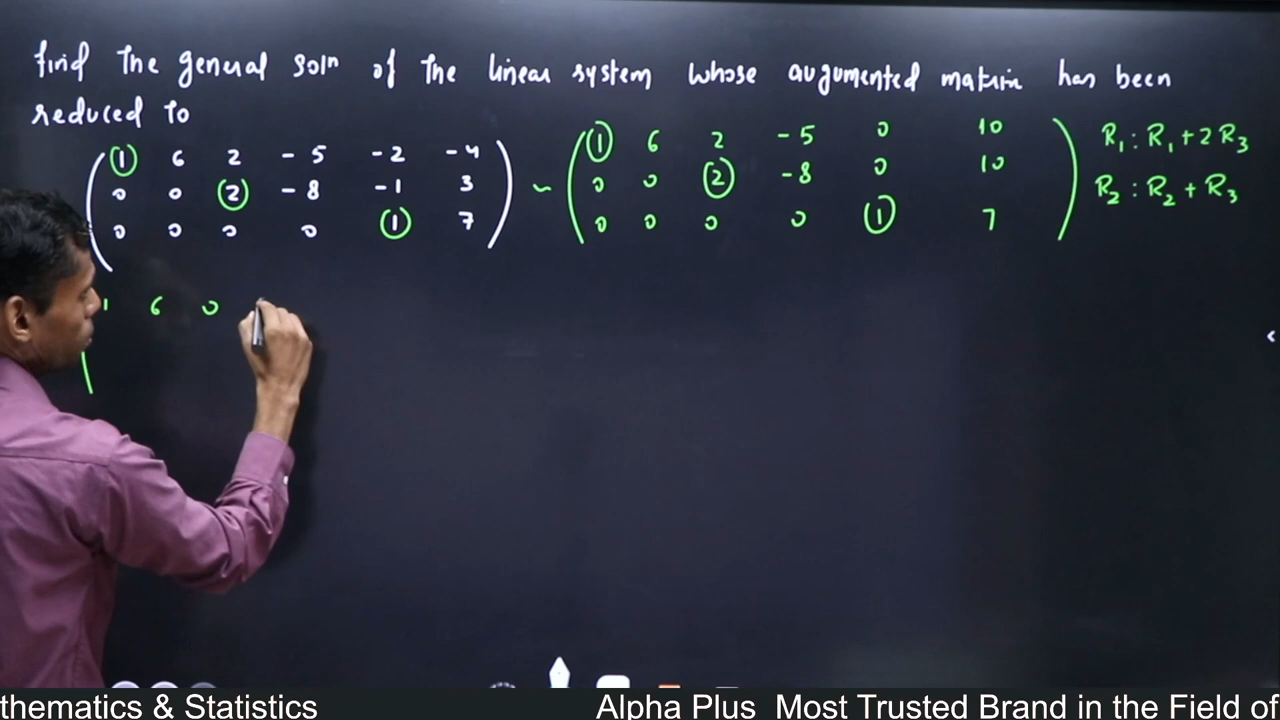 find the general soln of the linear system whose augumented matrix has been
reduced to
1 6 2 -5 -2 -4 ~ 1 6 2 -5 0 10 R1 : R1 + 2 R3
0 0 2 -8 -1 3 0 0 2 -8 0 10 R2 : R2 + R3
0 0 0 0 1 7 0 0 0 0 1 7
1 6 0
thematics & Statistics Alpha Plus Most Trusted Brand in the Field of